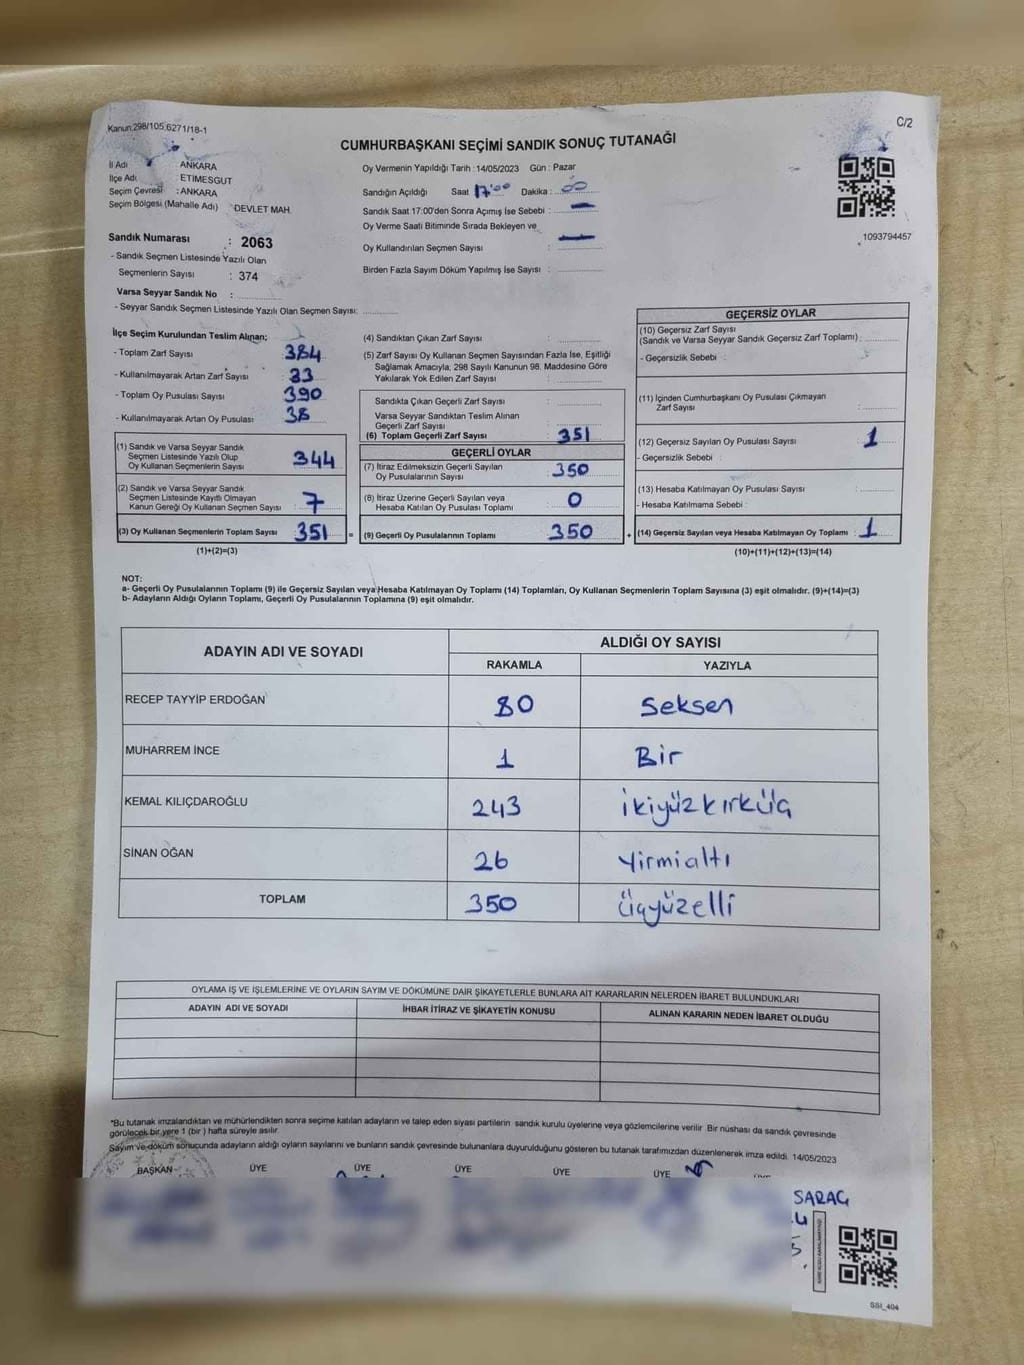 Kanun:298/105,6271/18-1
C/2
CUMHURBAŞKANI SEÇİMİ SANDIK SONUÇ TUTANAĞI
İl Adı : ANKARA
İlçe Adı : ETİMESGUT
Seçim Çevresi : ANKARA
Seçim Bölgesi (Mahalle Adı) DEVLET MAH.
Oy Vermenin Yapıldığı Tarih :14/05/2023 Gün : Pazar
Sandığın Açıldığı Saat 17:00 Dakika : 00
Sandık Saat 17:00'den Sonra Açımış İse Sebebi : —
Oy Verme Saati Bitiminde Sırada Bekleyen ve
Oy Kullandırılan Seçmen Sayısı : —
Birden Fazla Sayım Döküm Yapılmış İse Sayısı :
1093794457
Sandık Numarası : 2063
- Sandık Seçmen Listesinde Yazılı Olan
Seçmenlerin Sayısı : 374
Varsa Seyyar Sandık No :
- Seyyar Sandık Seçmen Listesinde Yazılı Olan Seçmen Sayısı:
İlçe Seçim Kurulundan Teslim Alınan;
- Toplam Zarf Sayısı 384
- Kullanılmayarak Artan Zarf Sayısı : 33
- Toplam Oy Pusulası Sayısı 390
- Kullanılmayarak Artan Oy Pusulası 38
(1) Sandık ve Varsa Seyyar Sandık
Seçmen Listesinde Yazılı Olup
Oy Kullanan Seçmenlerin Sayısı 344
(2) Sandık ve Varsa Seyyar Sandık
Seçmen Listesinde Kayıtlı Olmayan
Kanun Gereği Oy Kullanan Seçmen Sayısı : 7
(3) Oy Kullanan Seçmenlerin Toplam Sayısı 351 =
(1)+(2)=(3)
(4) Sandıktan Çıkan Zarf Sayısı :
(5) Zarf Sayısı Oy Kullanan Seçmen Sayısından Fazla İse, Eşitliği
Sağlamak Amacıyla, 298 Sayılı Kanunun 98. Maddesine Göre
Yakılarak Yok Edilen Zarf Sayısı :
Sandıkta Çıkan Geçerli Zarf Sayısı :
Varsa Seyyar Sandıktan Teslim Alınan
Geçerli Zarf Sayısı :
(6) Toplam Geçerli Zarf Sayısı : 351
GEÇERLİ OYLAR
(7) İtiraz Edilmeksizin Geçerli Sayılan
Oy Pusulalarının Sayısı : 350
(8) İtiraz Üzerine Geçerli Sayılan veya
Hesaba Katılan Oy Pusulası Toplamı : 0
(9) Geçerli Oy Pusulalarının Toplamı : 350 +
GEÇERSİZ OYLAR
(10) Geçersiz Zarf Sayısı
(Sandık ve Varsa Seyyar Sandık Geçersiz Zarf Toplamı) :
- Geçersizlik Sebebi :
(11) İçinden Cumhurbaşkanı Oy Pusulası Çıkmayan
Zarf Sayısı :
(12) Geçersiz Sayılan Oy Pusulası Sayısı : 1
- Geçersizlik Sebebi :
(13) Hesaba Katılmayan Oy Pusulası Sayısı :
- Hesaba Katılmama Sebebi :
(14) Geçersiz Sayılan veya Hesaba Katılmayan Oy Toplamı : 1
(10)+(11)+(12)+(13)=(14)
NOT:
a- Geçerli Oy Pusulalarının Toplamı (9) ile Geçersiz Sayılan veya Hesaba Katılmayan Oy Toplamı (14) Toplamları, Oy Kullanan Seçmenlerin Toplam Sayısına (3) eşit olmalıdır. (9)+(14)=(3)
b- Adayların Aldığı Oyların Toplamı, Geçerli Oy Pusulalarının Toplamına (9) eşit olmalıdır.
ADAYIN ADI VE SOYADI
ALDIĞI OY SAYISI
RAKAMLA YAZIYLA
RECEP TAYYİP ERDOĞAN 80 Seksen
MUHARREM İNCE 1 Bir
KEMAL KILIÇDAROĞLU 243 ikiyüzkırküç
SİNAN OĞAN 26 Yirmialtı
TOPLAM 350 üçyüzelli
OYLAMA İŞ VE İŞLEMLERİNE VE OYLARIN SAYIM VE DÖKÜMÜNE DAİR ŞİKAYETLERLE BUNLARA AİT KARARLARIN NELERDEN İBARET BULUNDUKLARI
ADAYIN ADI VE SOYADI İHBAR İTİRAZ VE ŞİKAYETİN KONUSU ALINAN KARARIN NEDEN İBARET OLDUĞU
*Bu tutanak imzalandıktan ve mühürlendikten sonra seçime katılan adayların ve talep eden siyasi partilerin sandık kurulu üyelerine veya gözlemcilerine verilir. Bir nüshası da sandık çevresinde
görülecek bir yere 1 (bir) hafta süreyle asılır.
Sayım ve döküm sonucunda adayların aldığı oyların sayılarını ve bunların sandık çevresinde bulunanlara duyurulduğunu gösteren bu tutanak tarafımızdan düzenlenerek imza edildi. 14/05/2023
BAŞKAN ÜYE ÜYE ÜYE ÜYE ÜYE
SARAÇ
SSI_404